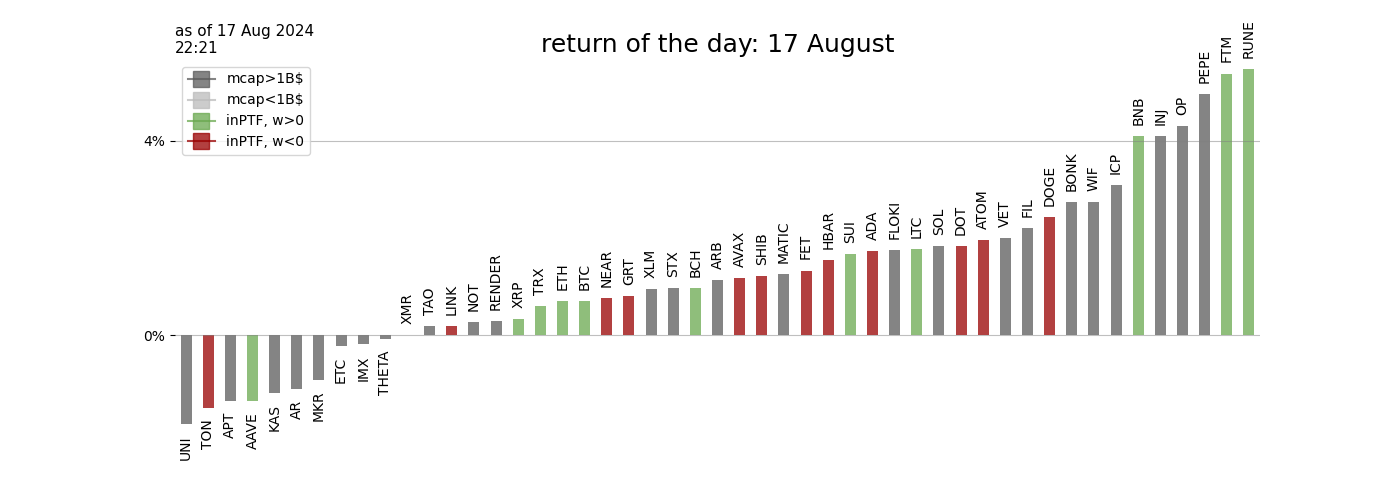 as of 17 Aug 2024
22:21
return of the day: 17 August
mcap>1B$
mcap<1B$
inPTF, w>0
inPTF, w<0
4%
0%
UNI
TON
APT
AAVE
KAS
AR
MKR
ETC
IMX
THETA
XMR
TAO
LINK
NOT
RENDER
XRP
TRX
ETH
BTC
NEAR
GRT
XLM
STX
BCH
ARB
AVAX
SHIB
MATIC
FET
HBAR
SUI
ADA
FLOKI
LTC
SOL
DOT
ATOM
VET
FIL
DOGE
BONK
WIF
ICP
BNB
INJ
OP
PEPE
FTM
RUNE